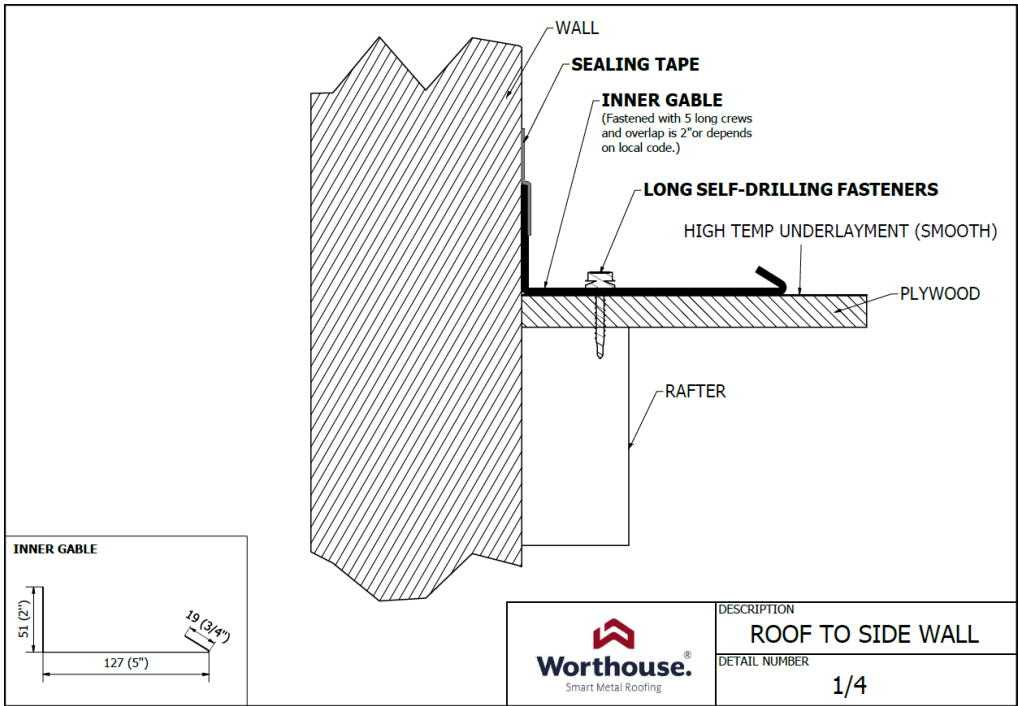 WALL
SEALING TAPE
INNER GABLE
(Fastened with 5 long crews
and overlap is 2"or depends
on local code.)
LONG SELF-DRILLING FASTENERS
HIGH TEMP UNDERLAYMENT (SMOOTH)
PLYWOOD
RAFTER
INNER GABLE
51 (2")
19 (3/4")
127 (5")
Worthouse.®
Smart Metal Roofing
DESCRIPTION
ROOF TO SIDE WALL
DETAIL NUMBER
1/4